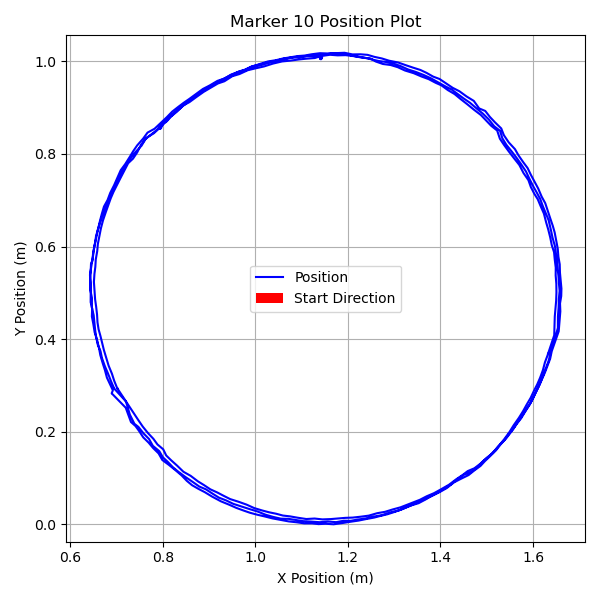 Marker 10 Position Plot
Y Position (m)
1.0
0.8
0.6
0.4
0.2
0.0
Position
Start Direction
0.6 0.8 1.0 1.2 1.4 1.6
X Position (m)